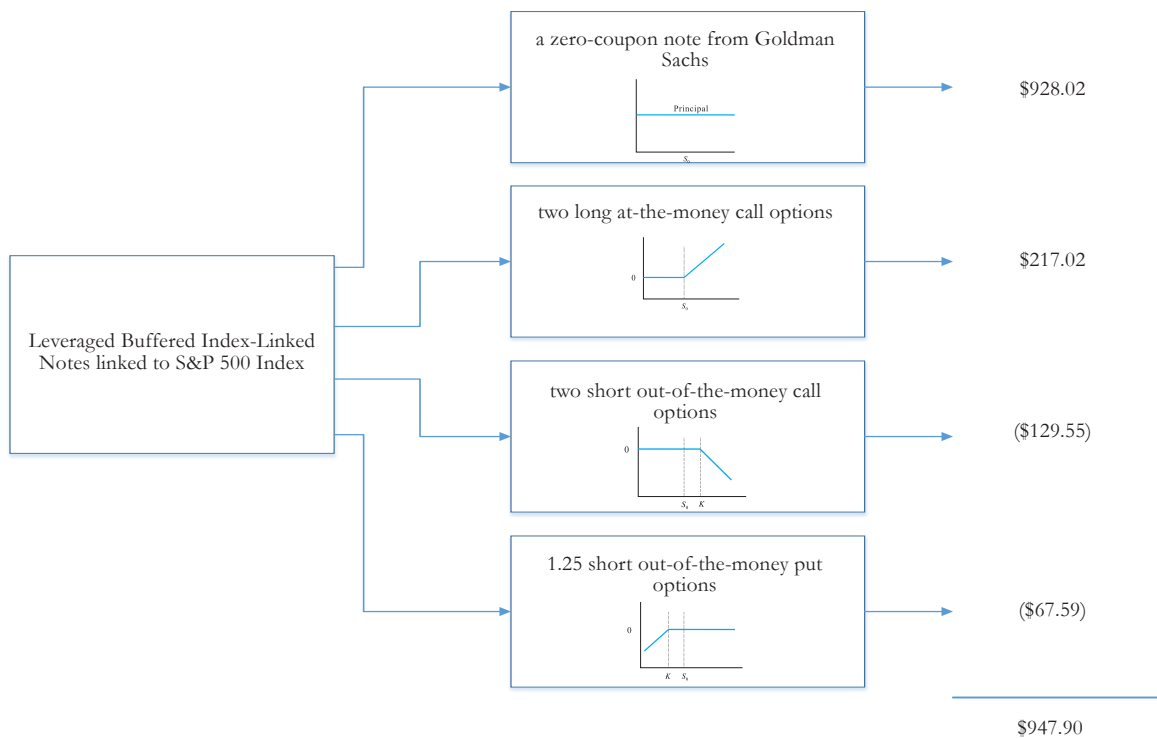 a zero-coupon note from Goldman
Sachs
Principal
S₀
$928.02
two long at-the-money call options
0
S₀
$217.02
Leveraged Buffered Index-Linked
Notes linked to S&P 500 Index
two short out-of-the-money call
options
0
S₀ K
($129.55)
1.25 short out-of-the-money put
options
0
K S₀
($67.59)
$947.90